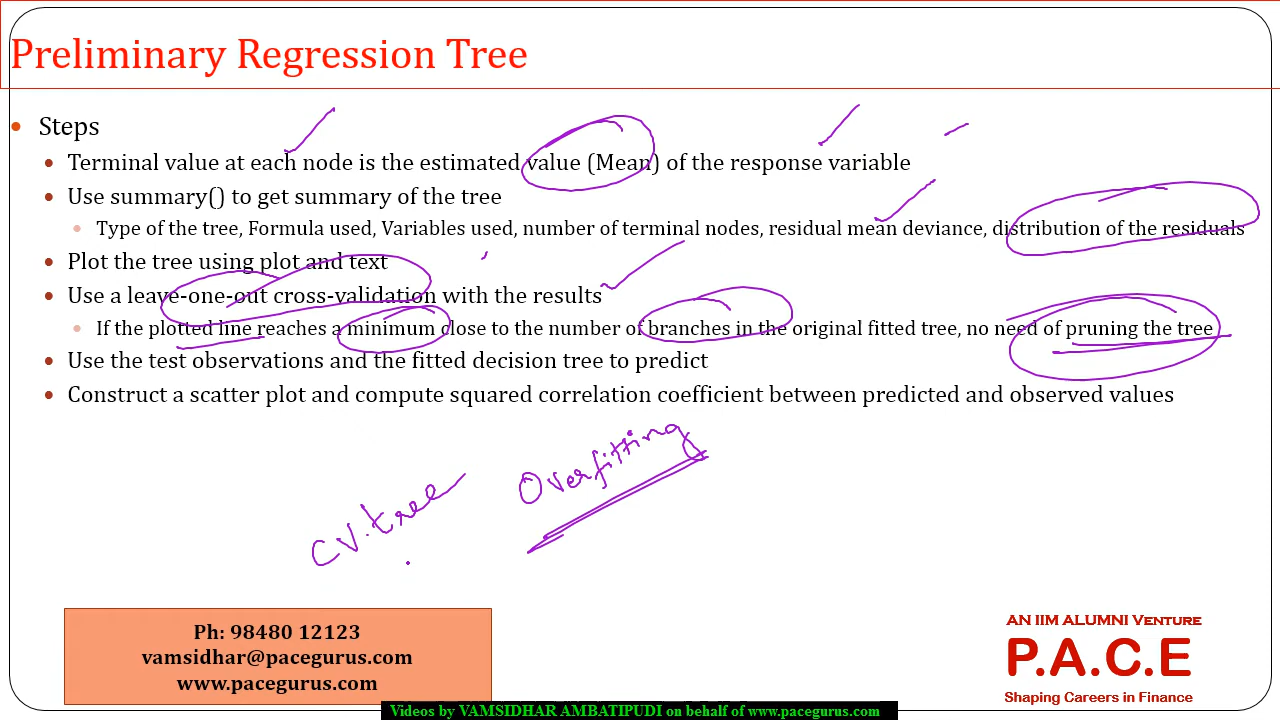 Preliminary Regression Tree
• Steps
• Terminal value at each node is the estimated value (Mean) of the response variable
• Use summary() to get summary of the tree
• Type of the tree, Formula used, Variables used, number of terminal nodes, residual mean deviance, distribution of the residuals
• Plot the tree using plot and text
• Use a leave-one-out cross-validation with the results
• If the plotted line reaches a minimum close to the number of branches in the original fitted tree, no need of pruning the tree
• Use the test observations and the fitted decision tree to predict
• Construct a scatter plot and compute squared correlation coefficient between predicted and observed values
Overfitting
CV.tree
Ph: 98480 12123
vamsidhar@pacegurus.com
www.pacegurus.com
AN IIM ALUMNI VENTURE
P.A.C.E
Shaping Careers in Finance
Videos by VAMSIDHAR AMBATIPUDI on behalf of www.pacegurus.com